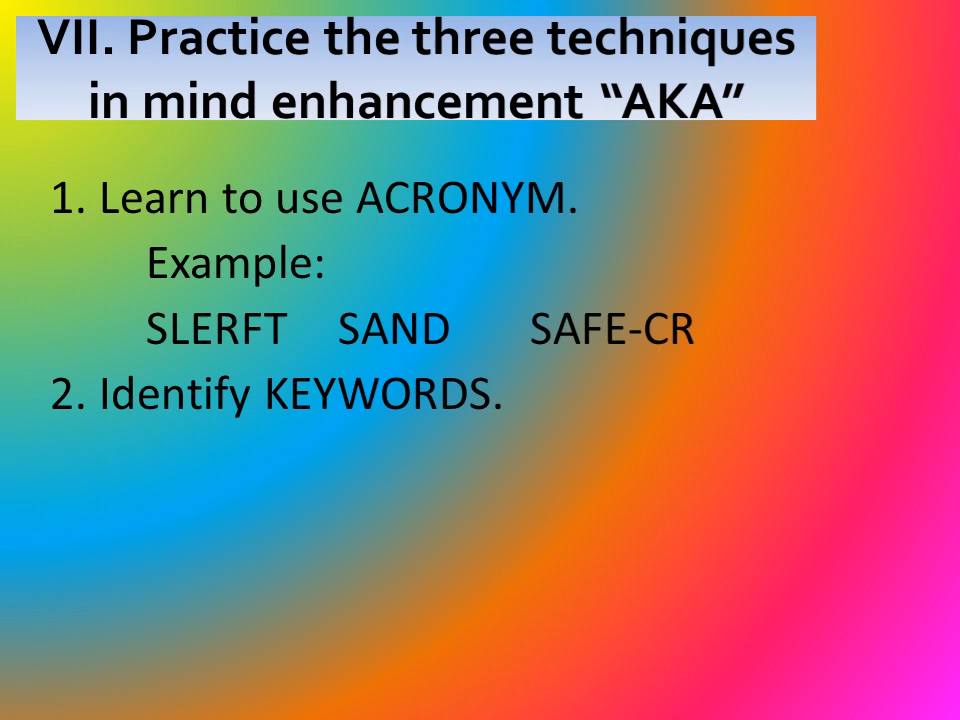 VII. Practice the three techniques
in mind enhancement “AKA”
1. Learn to use ACRONYM.
Example:
SLERFT SAND SAFE-CR
2. Identify KEYWORDS.